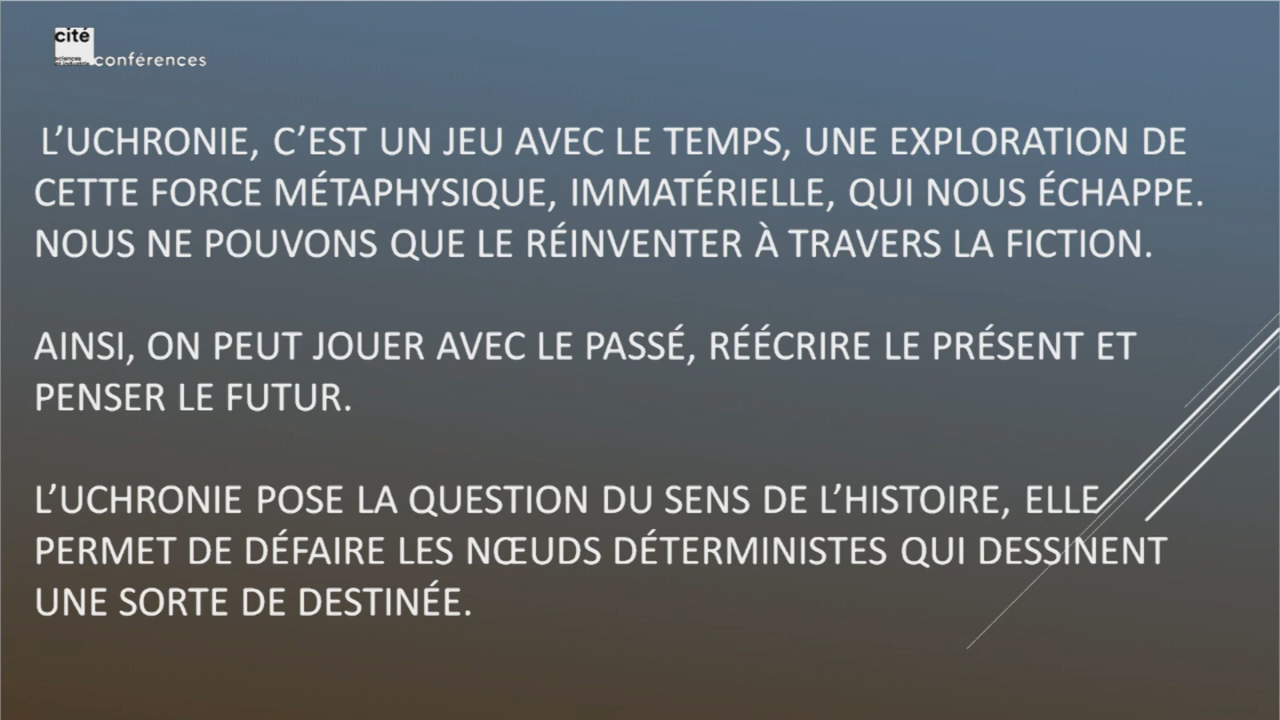 cité
sciences
et industrie
conférences
L’UCHRONIE, C’EST UN JEU AVEC LE TEMPS, UNE EXPLORATION DE
CETTE FORCE MÉTAPHYSIQUE, IMMATÉRIELLE, QUI NOUS ÉCHAPPE.
NOUS NE POUVONS QUE LE RÉINVENTER À TRAVERS LA FICTION.
AINSI, ON PEUT JOUER AVEC LE PASSÉ, RÉÉCRIRE LE PRÉSENT ET
PENSER LE FUTUR.
L’UCHRONIE POSE LA QUESTION DU SENS DE L’HISTOIRE, ELLE
PERMET DE DÉFAIRE LES NŒUDS DÉTERMINISTES QUI DESSINENT
UNE SORTE DE DESTINÉE.